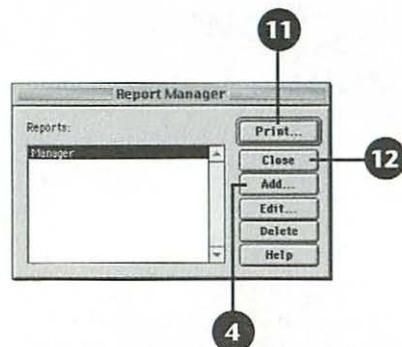 11
Report Manager
Reports:
Manager
Print...
Close
12
Add...
Edit...
Delete
Help
4